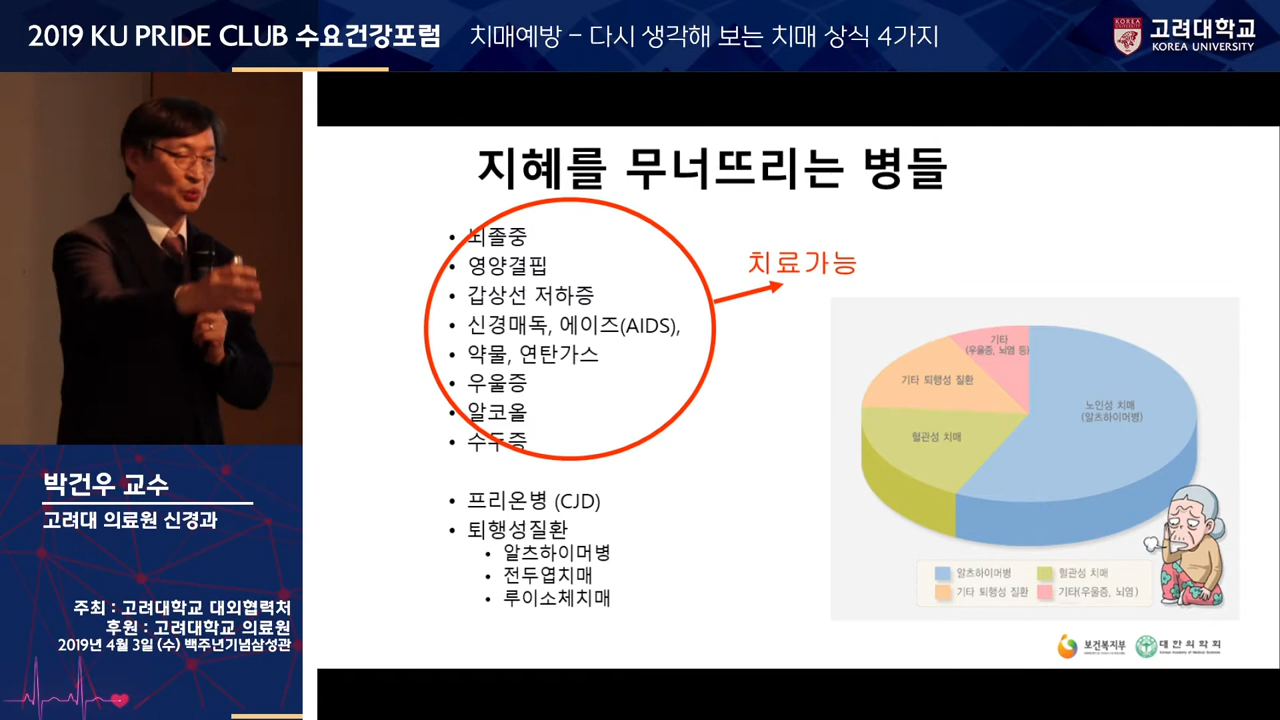 2019 KU PRIDE CLUB 수요건강포럼 치매예방 – 다시 생각해 보는 치매 상식 4가지
KOREA UNIVERSITY
고려대학교
KOREA UNIVERSITY
지혜를 무너뜨리는 병들
• 뇌졸중
• 영양결핍
• 갑상선 저하증
• 신경매독, 에이즈(AIDS),
• 약물, 연탄가스
• 우울증
• 알코올
• 수두증
치료가능
• 프리온병 (CJD)
• 퇴행성질환
• 알츠하이머병
• 전두엽치매
• 루이소체치매
기타
(우울증, 뇌염 등)
기타 퇴행성 질환
노인성 치매
(알츠하이머병)
혈관성 치매
알츠하이머병
혈관성 치매
기타 퇴행성 질환
기타(우울증, 뇌염)
보건복지부
대한의학회
Korean Academy of Medical Sciences
박건우 교수
고려대 의료원 신경과
주최 : 고려대학교 대외협력처
후원 : 고려대학교 의료원
2019년 4월 3일 (수) 백주년기념삼성관